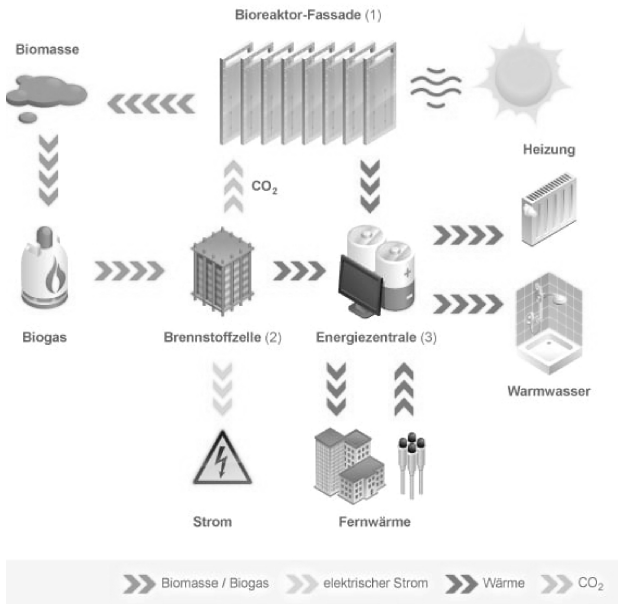 Bioreaktor-Fassade (1)
Biomasse
Heizung
CO₂
Biogas
Brennstoffzelle (2)
Energiezentrale (3)
Warmwasser
Strom
Fernwärme
Biomasse / Biogas
elektrischer Strom
Wärme
CO₂